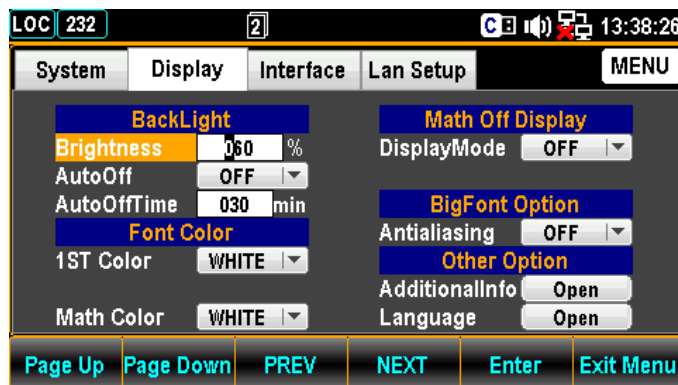 LOC 232 2 C 13:38:26
System Display Interface Lan Setup MENU
BackLight
Brightness 060 %
AutoOff OFF
AutoOffTime 030 min
Font Color
1ST Color WHITE
Math Color WHITE
Math Off Display
DisplayMode OFF
BigFont Option
Antialiasing OFF
Other Option
AdditionalInfo Open
Language Open
Page Up Page Down PREV NEXT Enter Exit Menu